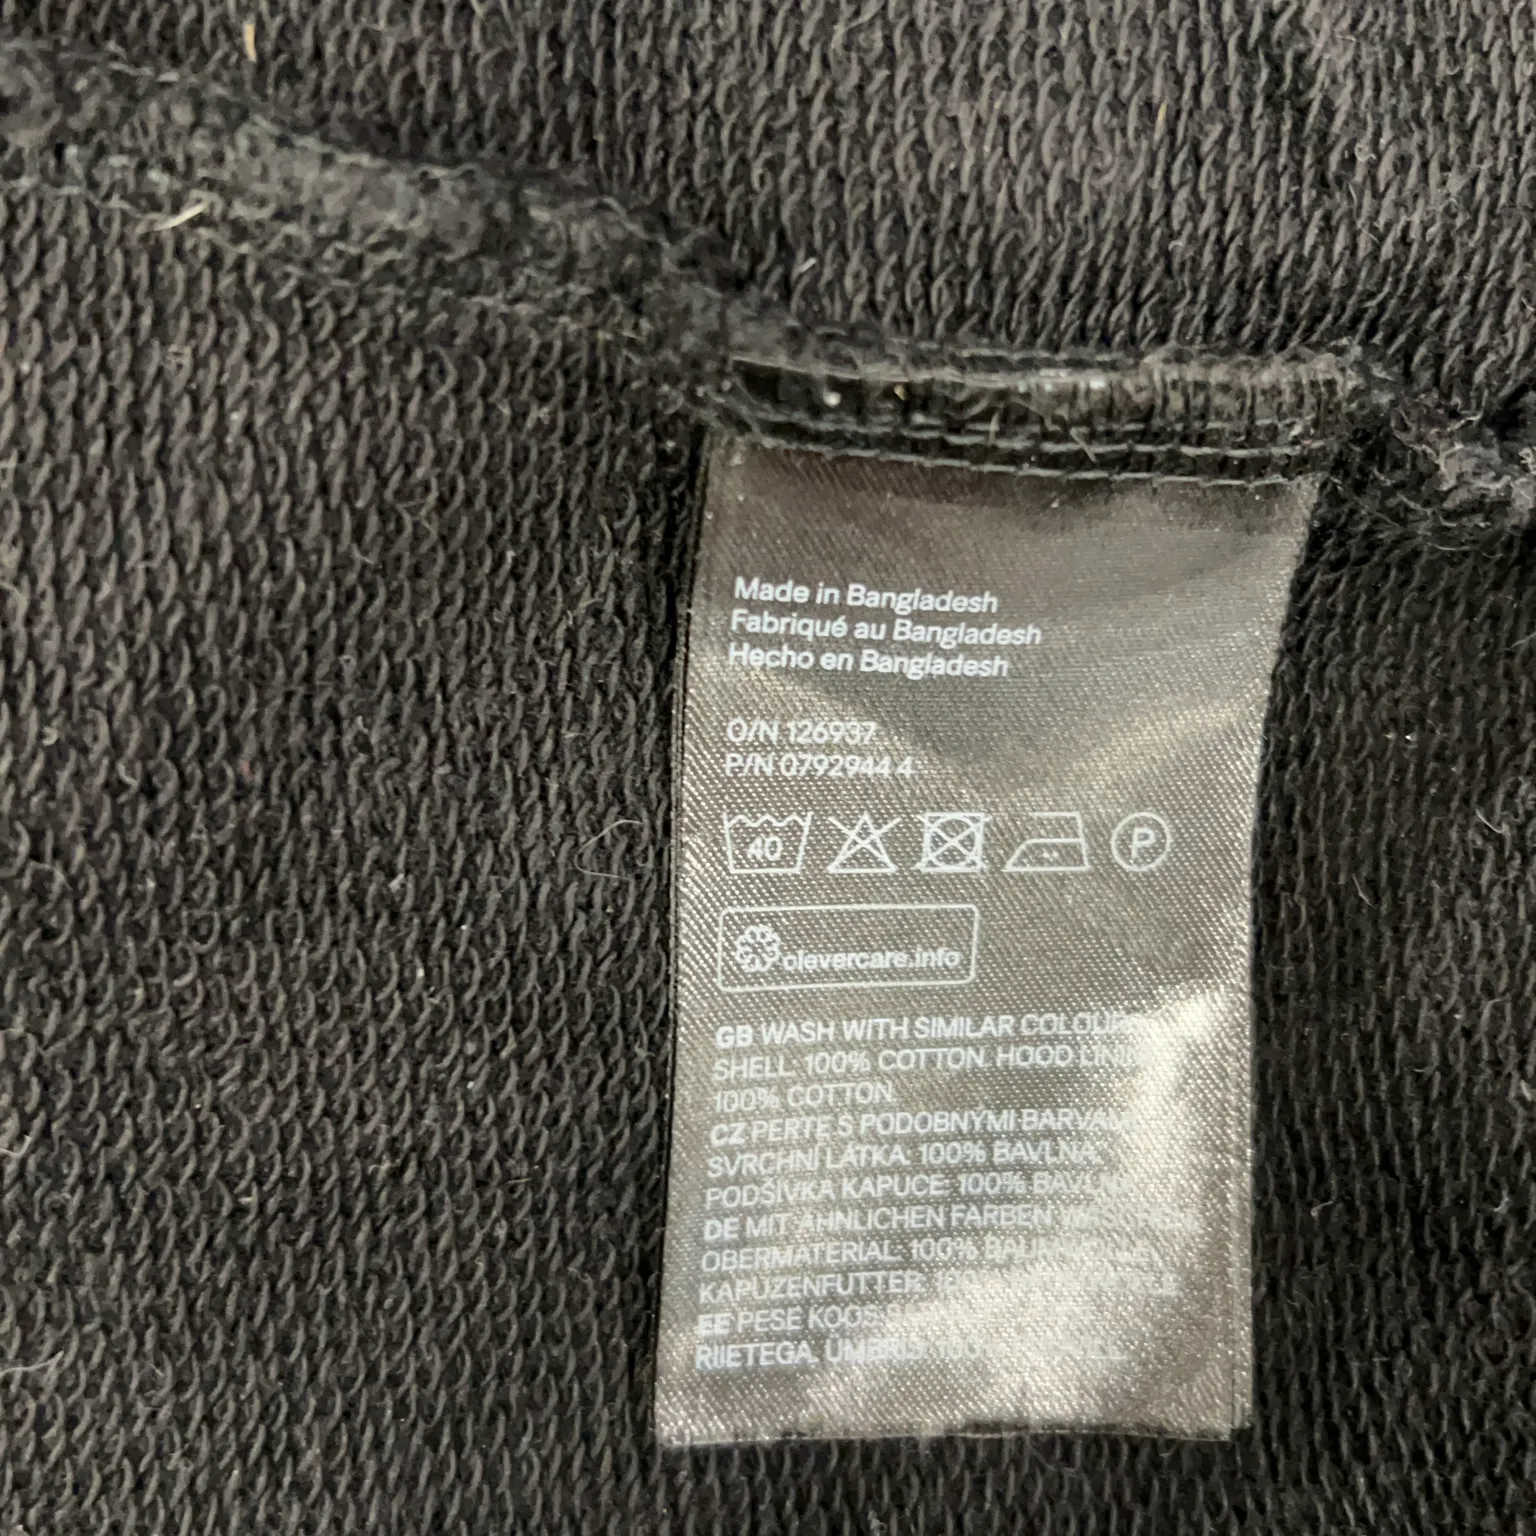 Made in Bangladesh
Fabriqué au Bangladesh
Hecho en Bangladesh
O/N 126937
P/N 0792944 4
40
P
clevercare.info
GB WASH WITH SIMILAR
SHELL: 100% COTTON. HOOD
100% COTTON.
CZ PERTE S PODOBNÝMI
SVRCHNÍ LÁTKA: 100% BAVLNA.
PODŠÍVKA KAPUCE: 100%
DE MIT ÄHNLICHEN FARBEN
OBERMATERIAL: 100%
KAPUZENFUTTER:
EE PESE KOOS
RIIETEGA.